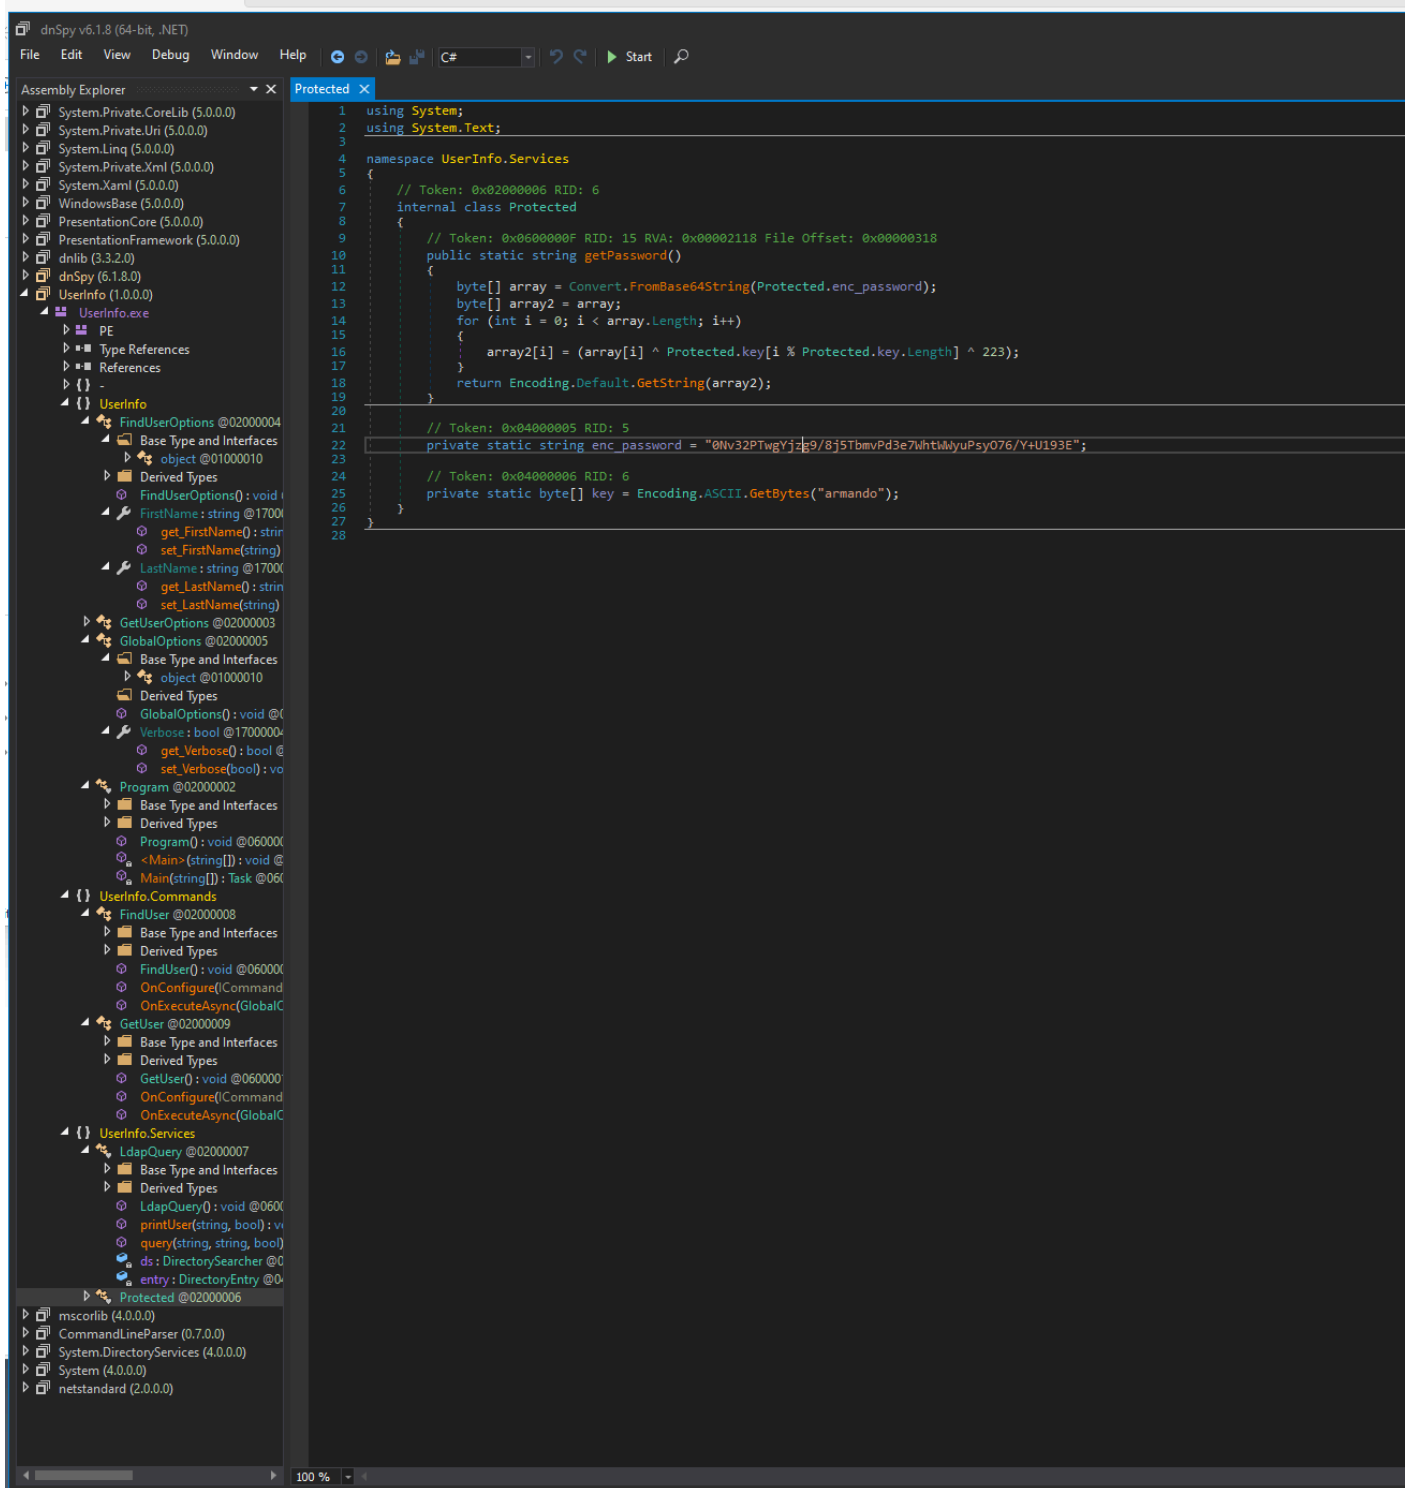 dnSpy v6.1.8 (64-bit, .NET)
File Edit View Debug Window Help C# Start
Assembly Explorer
System.Private.CoreLib (5.0.0.0)
System.Private.Uri (5.0.0.0)
System.Linq (5.0.0.0)
System.Private.Xml (5.0.0.0)
System.Xaml (5.0.0.0)
WindowsBase (5.0.0.0)
PresentationCore (5.0.0.0)
PresentationFramework (5.0.0.0)
dnlib (3.3.2.0)
dnSpy (6.1.8.0)
UserInfo (1.0.0.0)
UserInfo.exe
PE
Type References
References
{ } -
{ } UserInfo
FindUserOptions @02000004
Base Type and Interfaces
object @01000010
Derived Types
FindUserOptions() : void
FirstName : string @1700
get_FirstName() : strin
set_FirstName(string)
LastName : string @1700
get_LastName() : strin
set_LastName(string)
GetUserOptions @02000003
GlobalOptions @02000005
Base Type and Interfaces
object @01000010
Derived Types
GlobalOptions() : void @0
Verbose : bool @1700004
get_Verbose() : bool @
set_Verbose(bool) : vo
Program @02000002
Base Type and Interfaces
Derived Types
Program() : void @06000
<Main>(string[]) : void @
Main(string[]) : Task @060
{ } UserInfo.Commands
FindUser @02000008
Base Type and Interfaces
Derived Types
FindUser() : void @06000
OnConfigure(ICommand
OnExecuteAsync(GlobalO
GetUser @02000009
Base Type and Interfaces
Derived Types
GetUser() : void @060001
OnConfigure(ICommand
OnExecuteAsync(GlobalO
{ } UserInfo.Services
LdapQuery @02000007
Base Type and Interfaces
Derived Types
LdapQuery() : void @060
printUser(string, bool) : v
query(string, string, bool)
ds : DirectorySearcher @0
entry : DirectoryEntry @04
Protected @02000006
mscorlib (4.0.0.0)
CommandLineParser (0.7.0.0)
System.DirectoryServices (4.0.0.0)
System (4.0.0.0)
netstandard (2.0.0.0)
Protected
1 using System;
2 using System.Text;
3
4 namespace UserInfo.Services
5 {
6 // Token: 0x02000006 RID: 6
7 internal class Protected
8 {
9 // Token: 0x0600000F RID: 15 RVA: 0x00002118 File Offset: 0x00000318
10 public static string getPassword()
11 {
12 byte[] array = Convert.FromBase64String(Protected.enc_password);
13 byte[] array2 = array;
14 for (int i = 0; i < array.Length; i++)
15 {
16 array2[i] = (array[i] ^ Protected.key[i % Protected.key.Length] ^ 223);
17 }
18 return Encoding.Default.GetString(array2);
19 }
20
21 // Token: 0x04000005 RID: 5
22 private static string enc_password = "0Nv32PTwgYjzg9/8j5TbmvPd3e7WhtWWyuPsyO76/Y+U193E";
23
24 // Token: 0x04000006 RID: 6
25 private static byte[] key = Encoding.ASCII.GetBytes("armando");
26 }
27 }
28
100 %